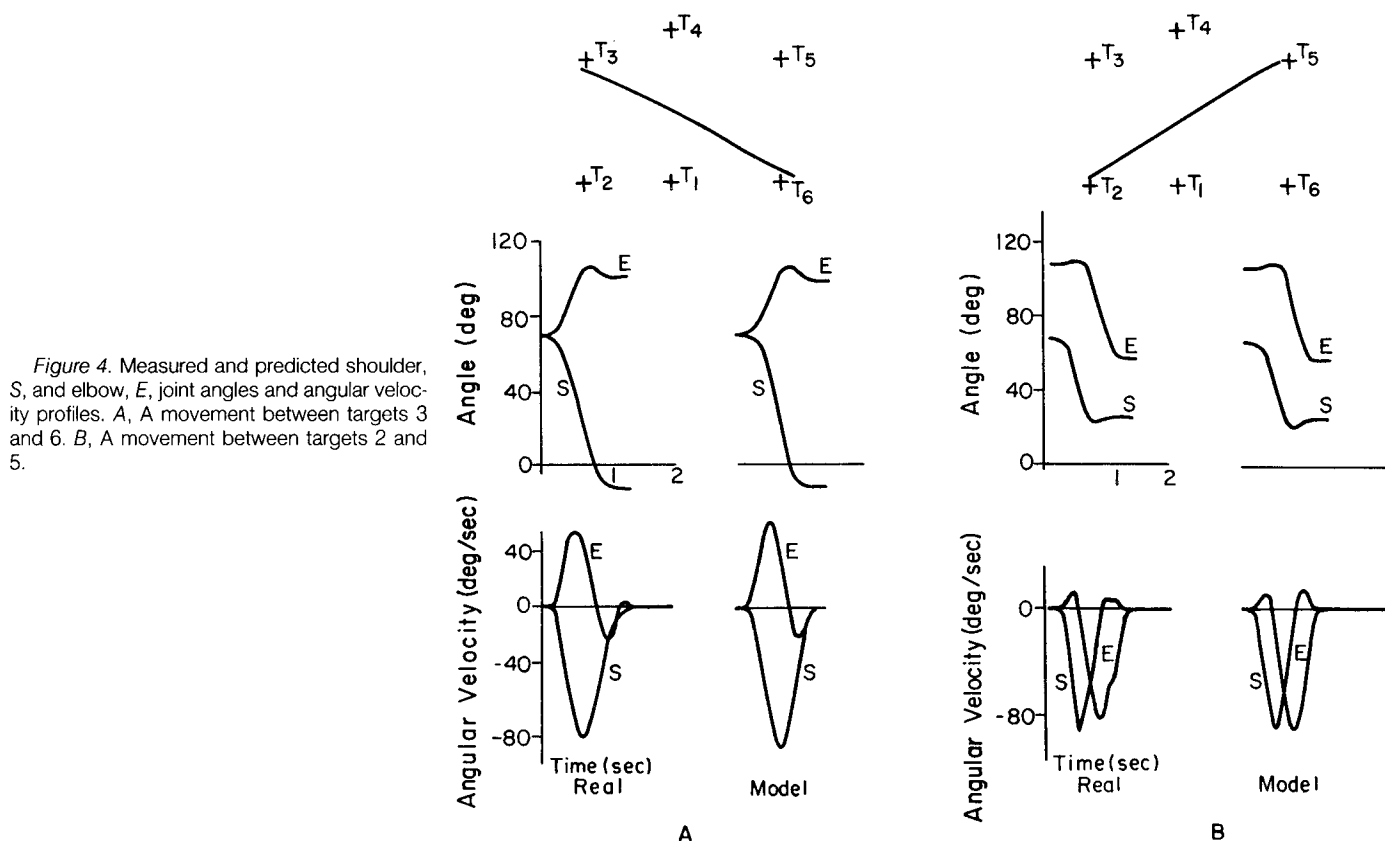 Figure 4. Measured and predicted shoulder,
S, and elbow, E, joint angles and angular veloc-
ity profiles. A, A movement between targets 3
and 6. B, A movement between targets 2 and
5.
+T4
+T3
+T5
+T2
+T1
+T6
Angle (deg)
120
80
40
0
1
2
E
S
E
S
Angular Velocity (deg/sec)
40
0
-40
-80
E
S
E
S
Time (sec)
Real
Model
A
+T4
+T3
+T5
+T2
+T1
+T6
Angle (deg)
120
80
40
0
1
2
E
S
E
S
Angular Velocity (deg/sec)
0
-80
S
E
S
E
Time (sec)
Real
Model
B